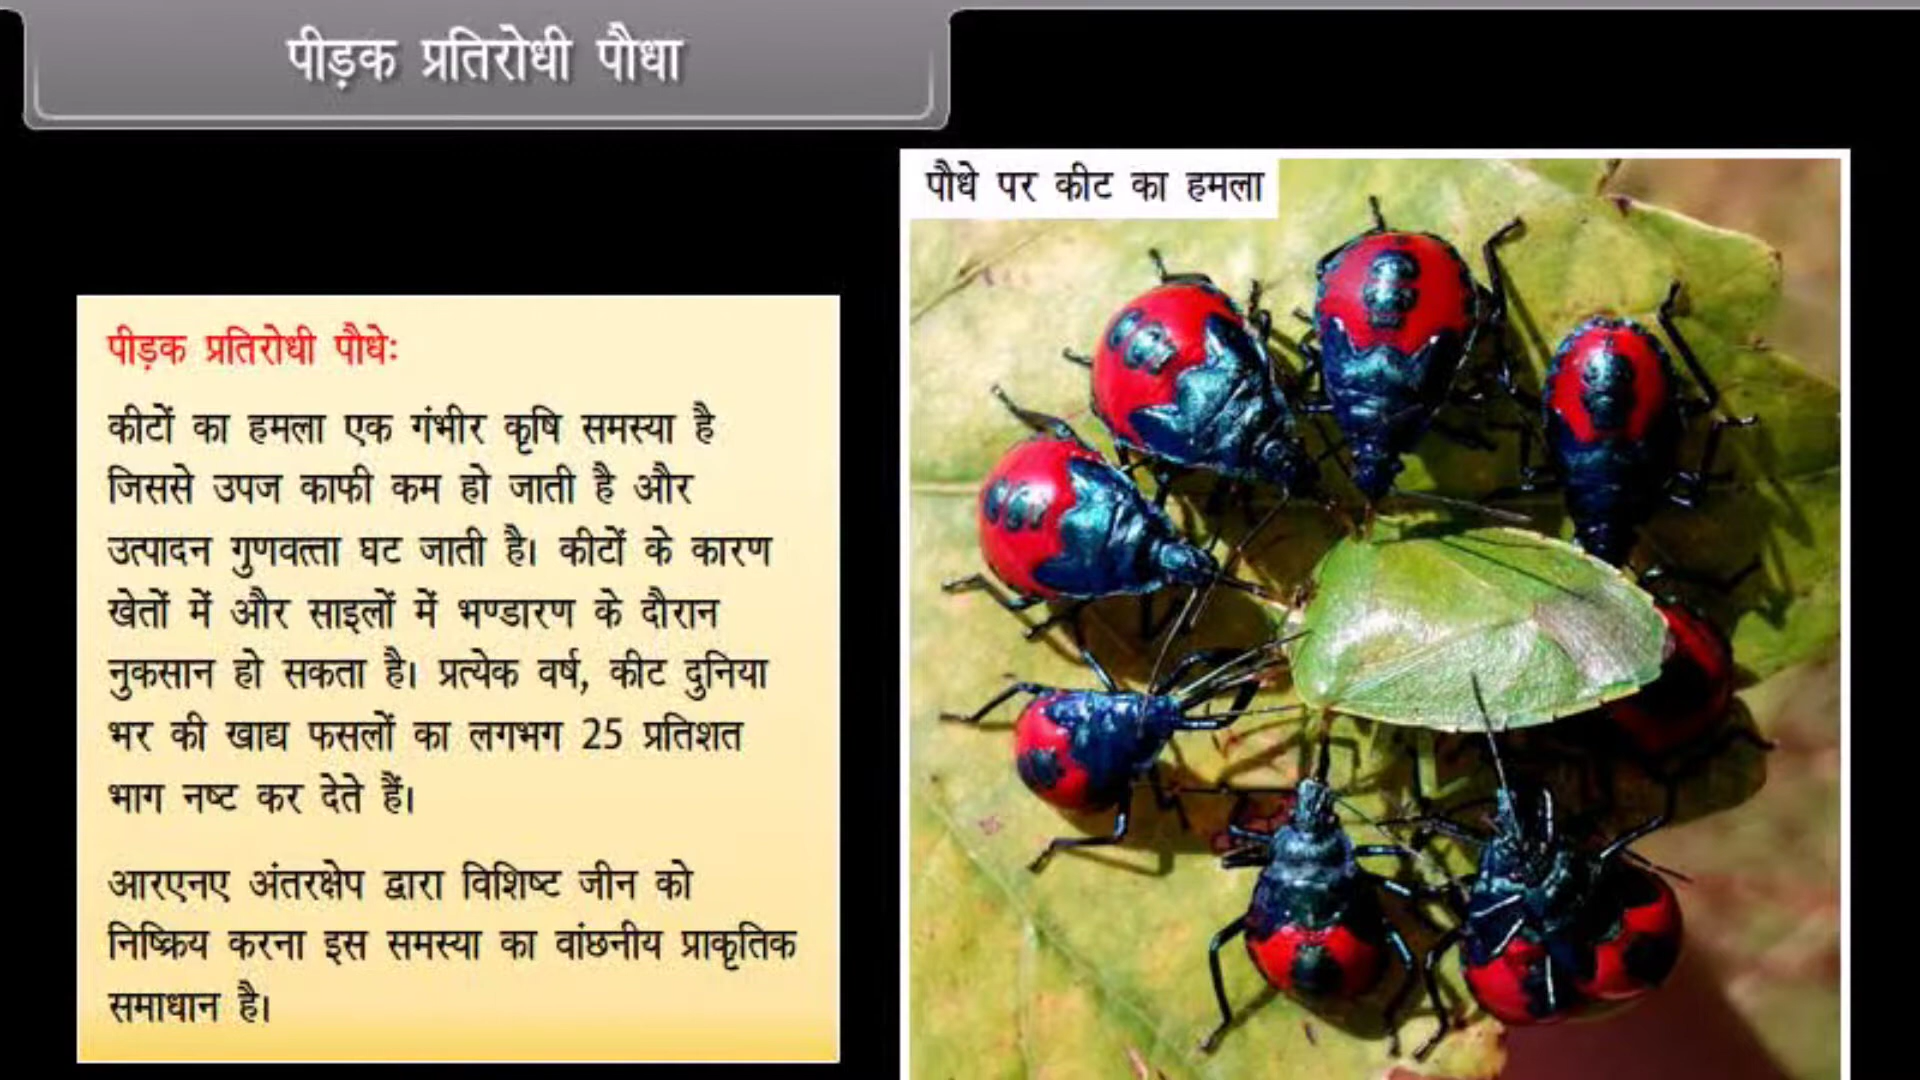 पीड़क प्रतिरोधी पौधा
पौधे पर कीट का हमला
पीड़क प्रतिरोधी पौधेः
कीटों का हमला एक गंभीर कृषि समस्या है
जिससे उपज काफी कम हो जाती है और
उत्पादन गुणवत्ता घट जाती है। कीटों के कारण
खेतों में और साइलों में भण्डारण के दौरान
नुकसान हो सकता है। प्रत्येक वर्ष, कीट दुनिया
भर की खाद्य फसलों का लगभग 25 प्रतिशत
भाग नष्ट कर देते हैं।
आरएनए अंतरक्षेप द्वारा विशिष्ट जीन को
निष्क्रिय करना इस समस्या का वांछनीय प्राकृतिक
समाधान है।